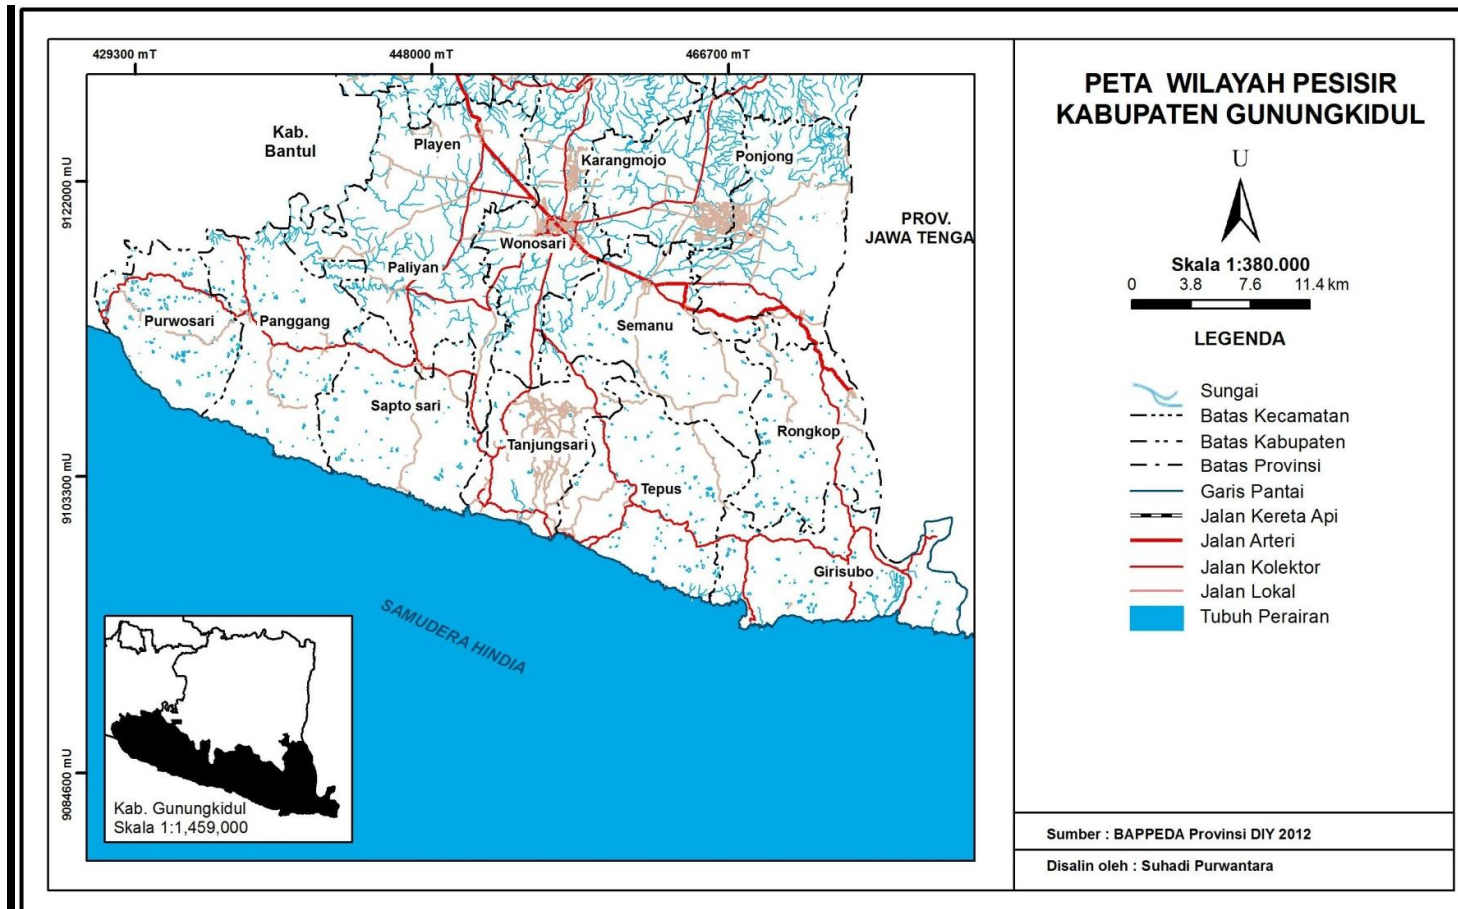 429300 mT
448000 mT
466700 mT
9122000 mU
9103300 mU
9084600 mU
Kab.
Bantul
Playen
Karangmojo
Ponjong
PROV.
JAWA TENGA
Wonosari
Paliyan
Purwosari
Panggang
Semanu
Sapto sari
Tanjungsari
Rongkop
Tepus
Girisubo
SAMUDERA HINDIA
Kab. Gunungkidul
Skala 1:1,459,000
PETA WILAYAH PESISIR
KABUPATEN GUNUNGKIDUL
U
Skala 1:380.000
0 3.8 7.6 11.4 km
LEGENDA
Sungai
Batas Kecamatan
Batas Kabupaten
Batas Provinsi
Garis Pantai
Jalan Kereta Api
Jalan Arteri
Jalan Kolektor
Jalan Lokal
Tubuh Perairan
Sumber : BAPPEDA Provinsi DIY 2012
Disalin oleh : Suhadi Purwantara